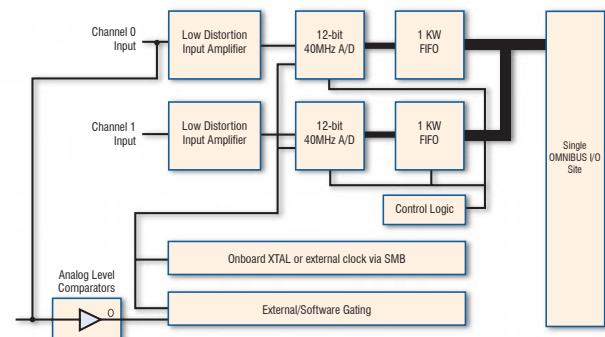 Channel 0
Input
Low Distortion
Input Amplifier
12-bit
40MHz A/D
1 KW
FIFO
Channel 1
Input
Low Distortion
Input Amplifier
12-bit
40MHz A/D
1 KW
FIFO
Single
OMNIBUS I/O
Site
Control Logic
Onboard XTAL or external clock via SMB
Analog Level
Comparators
O
External/Software Gating